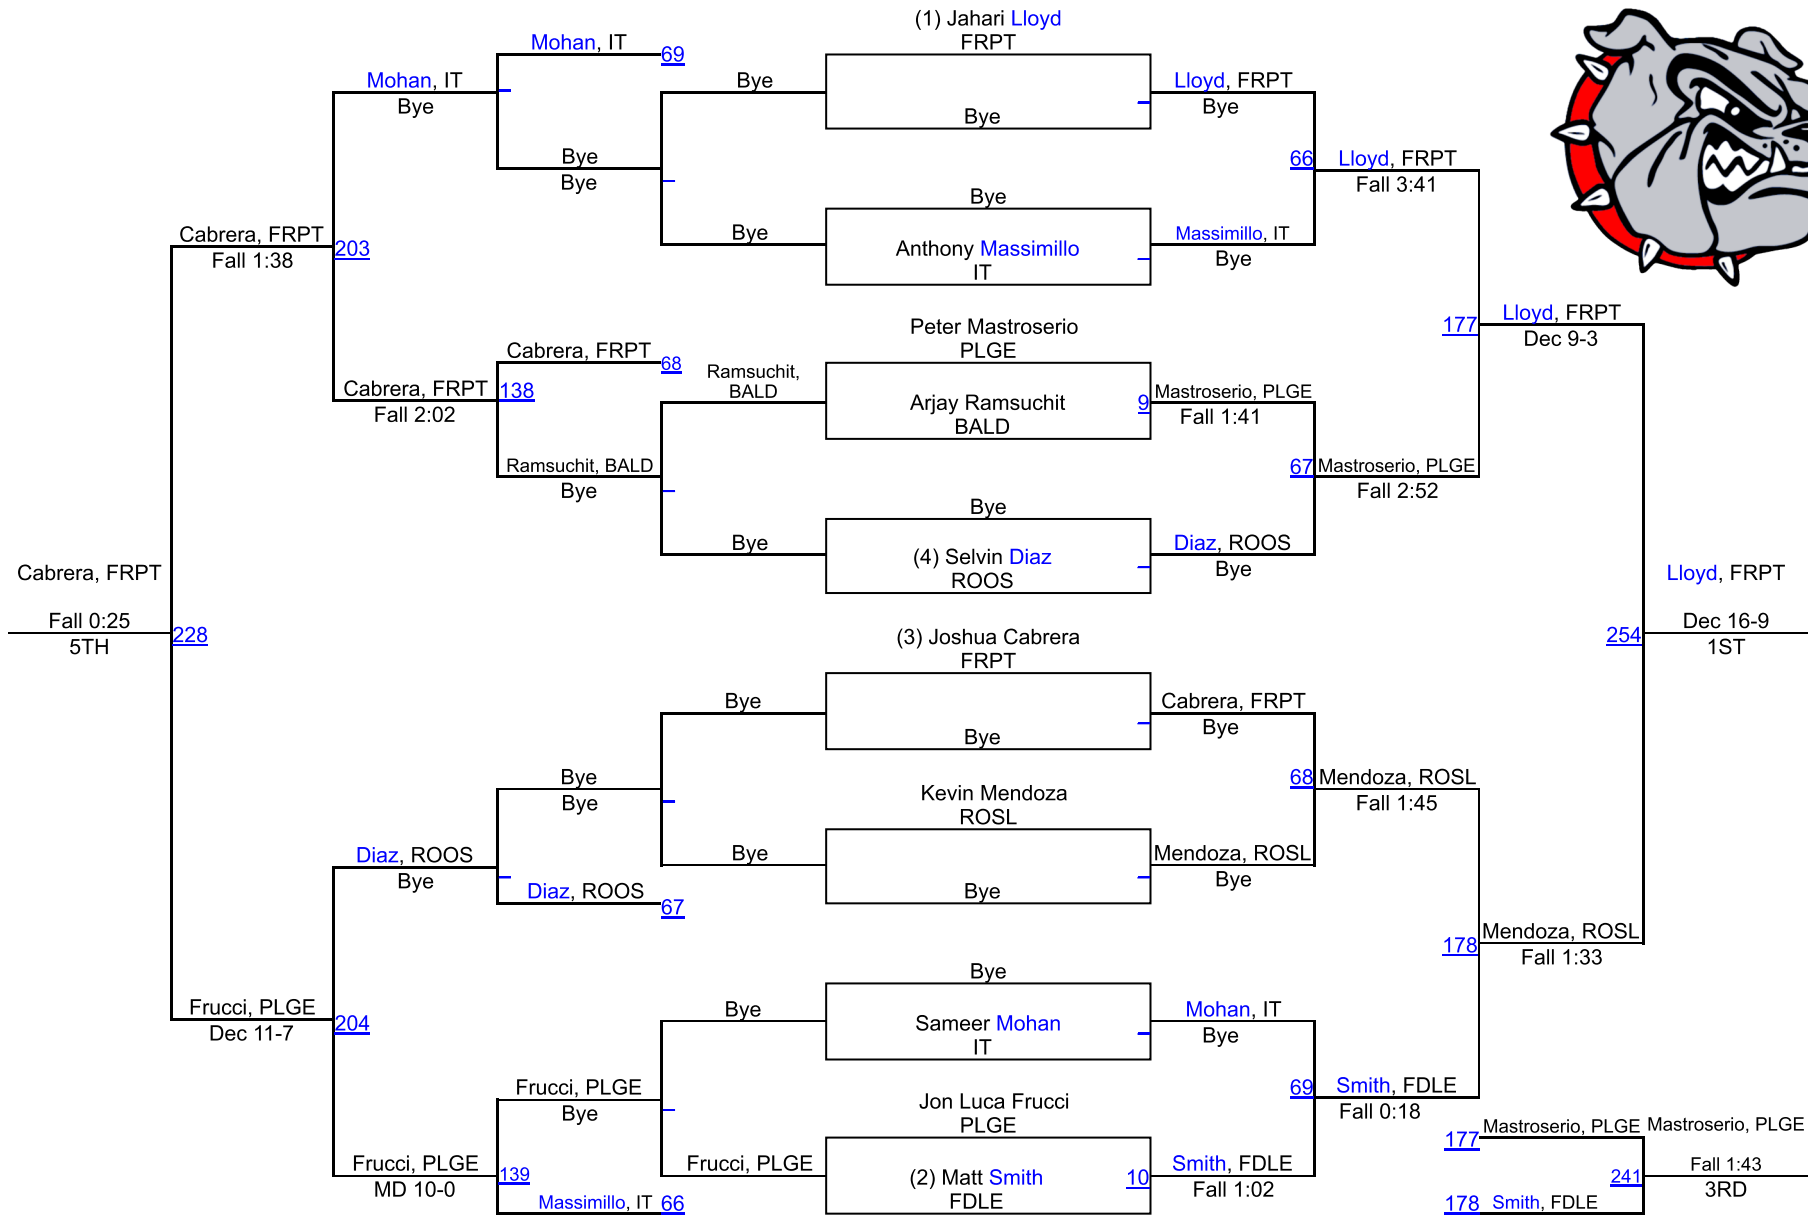 (1) Jahari Lloyd
FRPT
Mohan, IT
69
Mohan, IT
Bye
Bye
Bye
Lloyd, FRPT
Bye
Bye
Bye
66
Lloyd, FRPT
Fall 3:41
Bye
Cabrera, FRPT
Fall 1:38
203
Bye
Anthony Massimillo
IT
Massimillo, IT
Bye
Peter Mastroserio
PLGE
177
Lloyd, FRPT
Dec 9-3
Cabrera, FRPT
68
Cabrera, FRPT
Fall 2:02
138
Ramsuchit,
BALD
Arjay Ramsuchit
BALD
9
Mastroserio, PLGE
Fall 1:41
Ramsuchit, BALD
Bye
67
Mastroserio, PLGE
Fall 2:52
Bye
Bye
(4) Selvin Diaz
ROOS
Diaz, ROOS
Bye
Cabrera, FRPT
Fall 0:25
5TH
228
Lloyd, FRPT
254
Dec 16-9
1ST
(3) Joshua Cabrera
FRPT
Bye
Bye
Cabrera, FRPT
Bye
Bye
Bye
Kevin Mendoza
ROSL
68
Mendoza, ROSL
Fall 1:45
Diaz, ROOS
Bye
Bye
Bye
Mendoza, ROSL
Bye
Diaz, ROOS
67
178
Mendoza, ROSL
Fall 1:33
Bye
Frucci, PLGE
Dec 11-7
204
Bye
Sameer Mohan
IT
Mohan, IT
Bye
Frucci, PLGE
Bye
Jon Luca Frucci
PLGE
69
Smith, FDLE
Fall 0:18
Frucci, PLGE
MD 10-0
139
Frucci, PLGE
(2) Matt Smith
FDLE
10
Smith, FDLE
Fall 1:02
Massimillo, IT
66
177
Mastroserio, PLGE
Mastroserio, PLGE
241
Fall 1:43
3RD
178
Smith, FDLE